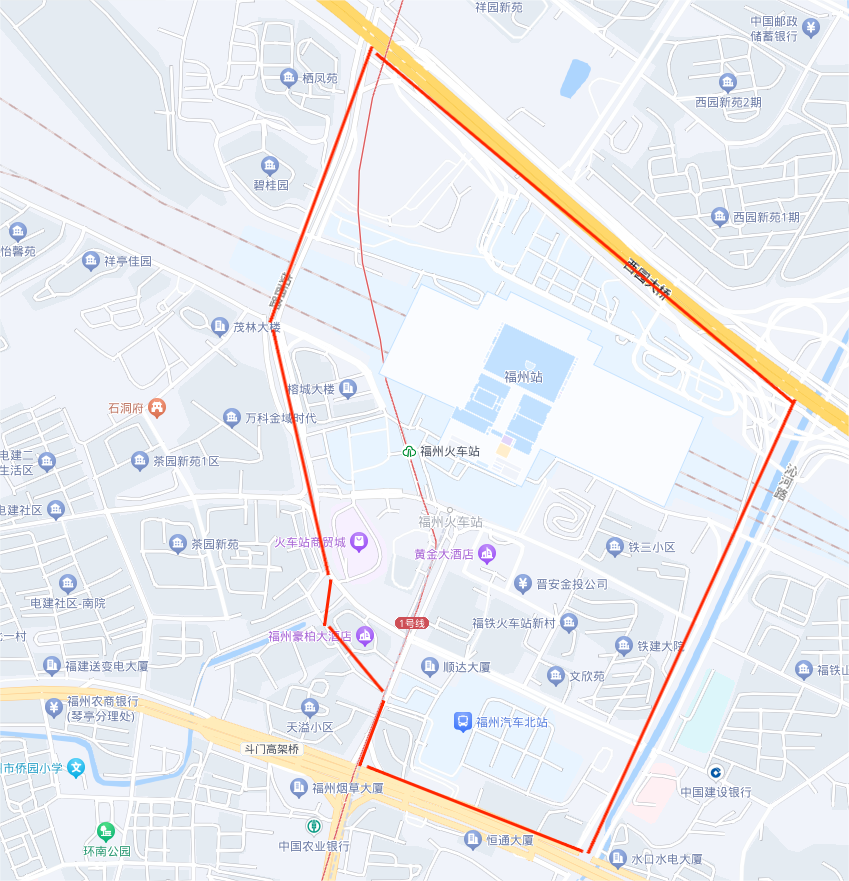 祥园新苑
中国邮政
储蓄银行
栖凤苑
西园新苑2期
碧桂园
西园新苑1期
怡馨苑
祥亭佳园
西园大桥
茂林大楼
福州站
榕城大楼
石洞府
万科金域时代
福州火车站
电建二
生活区
茶园新苑1区
沁河路
电建社区
福州火车站
茶园新苑
火车站商贸城
黄金大酒店
铁三小区
晋安金投公司
电建社区-南院
1号线
福铁火车站新村
北一村
福州豪柏大酒店
铁建大院
福建送变电大厦
顺达大厦
文欣苑
福铁山
福州农商银行
(琴亭分理处)
天溢小区
福州汽车北站
斗门高架桥
市侨园小学
福州烟草大厦
中国建设银行
中国农业银行
恒通大厦
环南公园
水口水电大厦